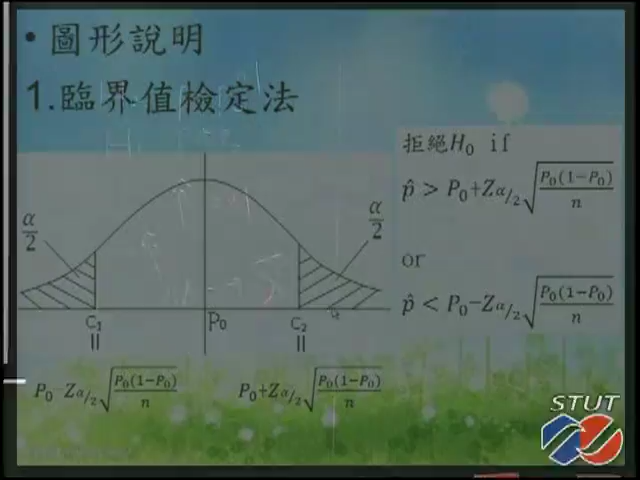 • 圖形說明
1.臨界值檢定法
拒絕H₀ if
p̂ > P₀+Zα/₂√(P₀(1−P₀)/n)
or
p̂ < P₀−Zα/₂√(P₀(1−P₀)/n)
α/2
α/2
C₁
P₀
C₂
=
=
P₀−Zα/₂√(P₀(1−P₀)/n)
P₀+Zα/₂√(P₀(1−P₀)/n)
STUT